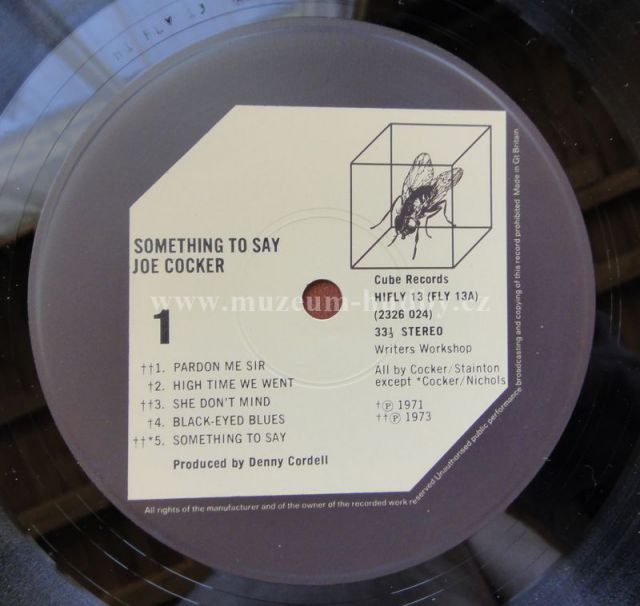 SOMETHING TO SAY
JOE COCKER
1
††1. PARDON ME SIR
†2. HIGH TIME WE WENT
††3. SHE DON'T MIND
†4. BLACK-EYED BLUES
††*5. SOMETHING TO SAY
Produced by Denny Cordell
Cube Records
HIFLY 13 (FLY 13A)
(2326 024)
33⅓ STEREO
Writers Workshop
All by Cocker/Stainton
except *Cocker/Nichols
†Ⓟ 1971
††Ⓟ 1973
All rights of the manufacturer and of the owner of the recorded work reserved Unauthorised public performance broadcasting and copying of this record prohibited Made in Gt Britain
www.muzeum-hudby.cz